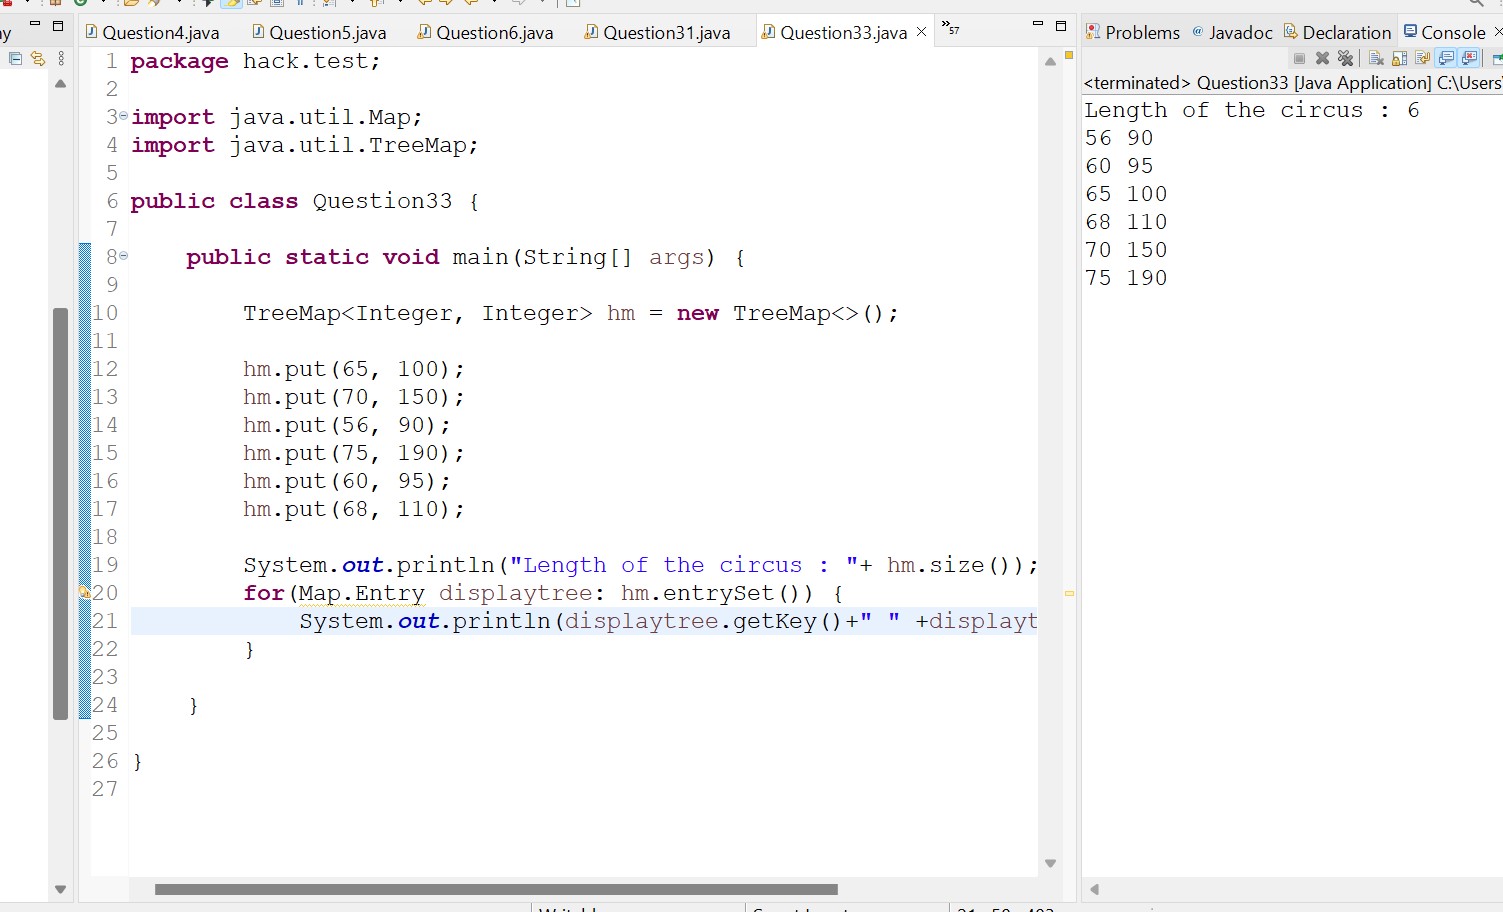 Question4.java Question5.java Question6.java Question31.java Question33.java 57
Problems Javadoc Declaration Console
<terminated> Question33 [Java Application] C:\Users\
1 package hack.test;
2
3 import java.util.Map;
4 import java.util.TreeMap;
5
6 public class Question33 {
7
8 public static void main(String[] args) {
9
10 TreeMap<Integer, Integer> hm = new TreeMap<>();
11
12 hm.put(65, 100);
13 hm.put(70, 150);
14 hm.put(56, 90);
15 hm.put(75, 190);
16 hm.put(60, 95);
17 hm.put(68, 110);
18
19 System.out.println("Length of the circus : "+ hm.size());
20 for(Map.Entry displaytree: hm.entrySet()) {
21 System.out.println(displaytree.getKey()+" " +displayt
22 }
23
24 }
25
26 }
27
Length of the circus : 6
56 90
60 95
65 100
68 110
70 150
75 190